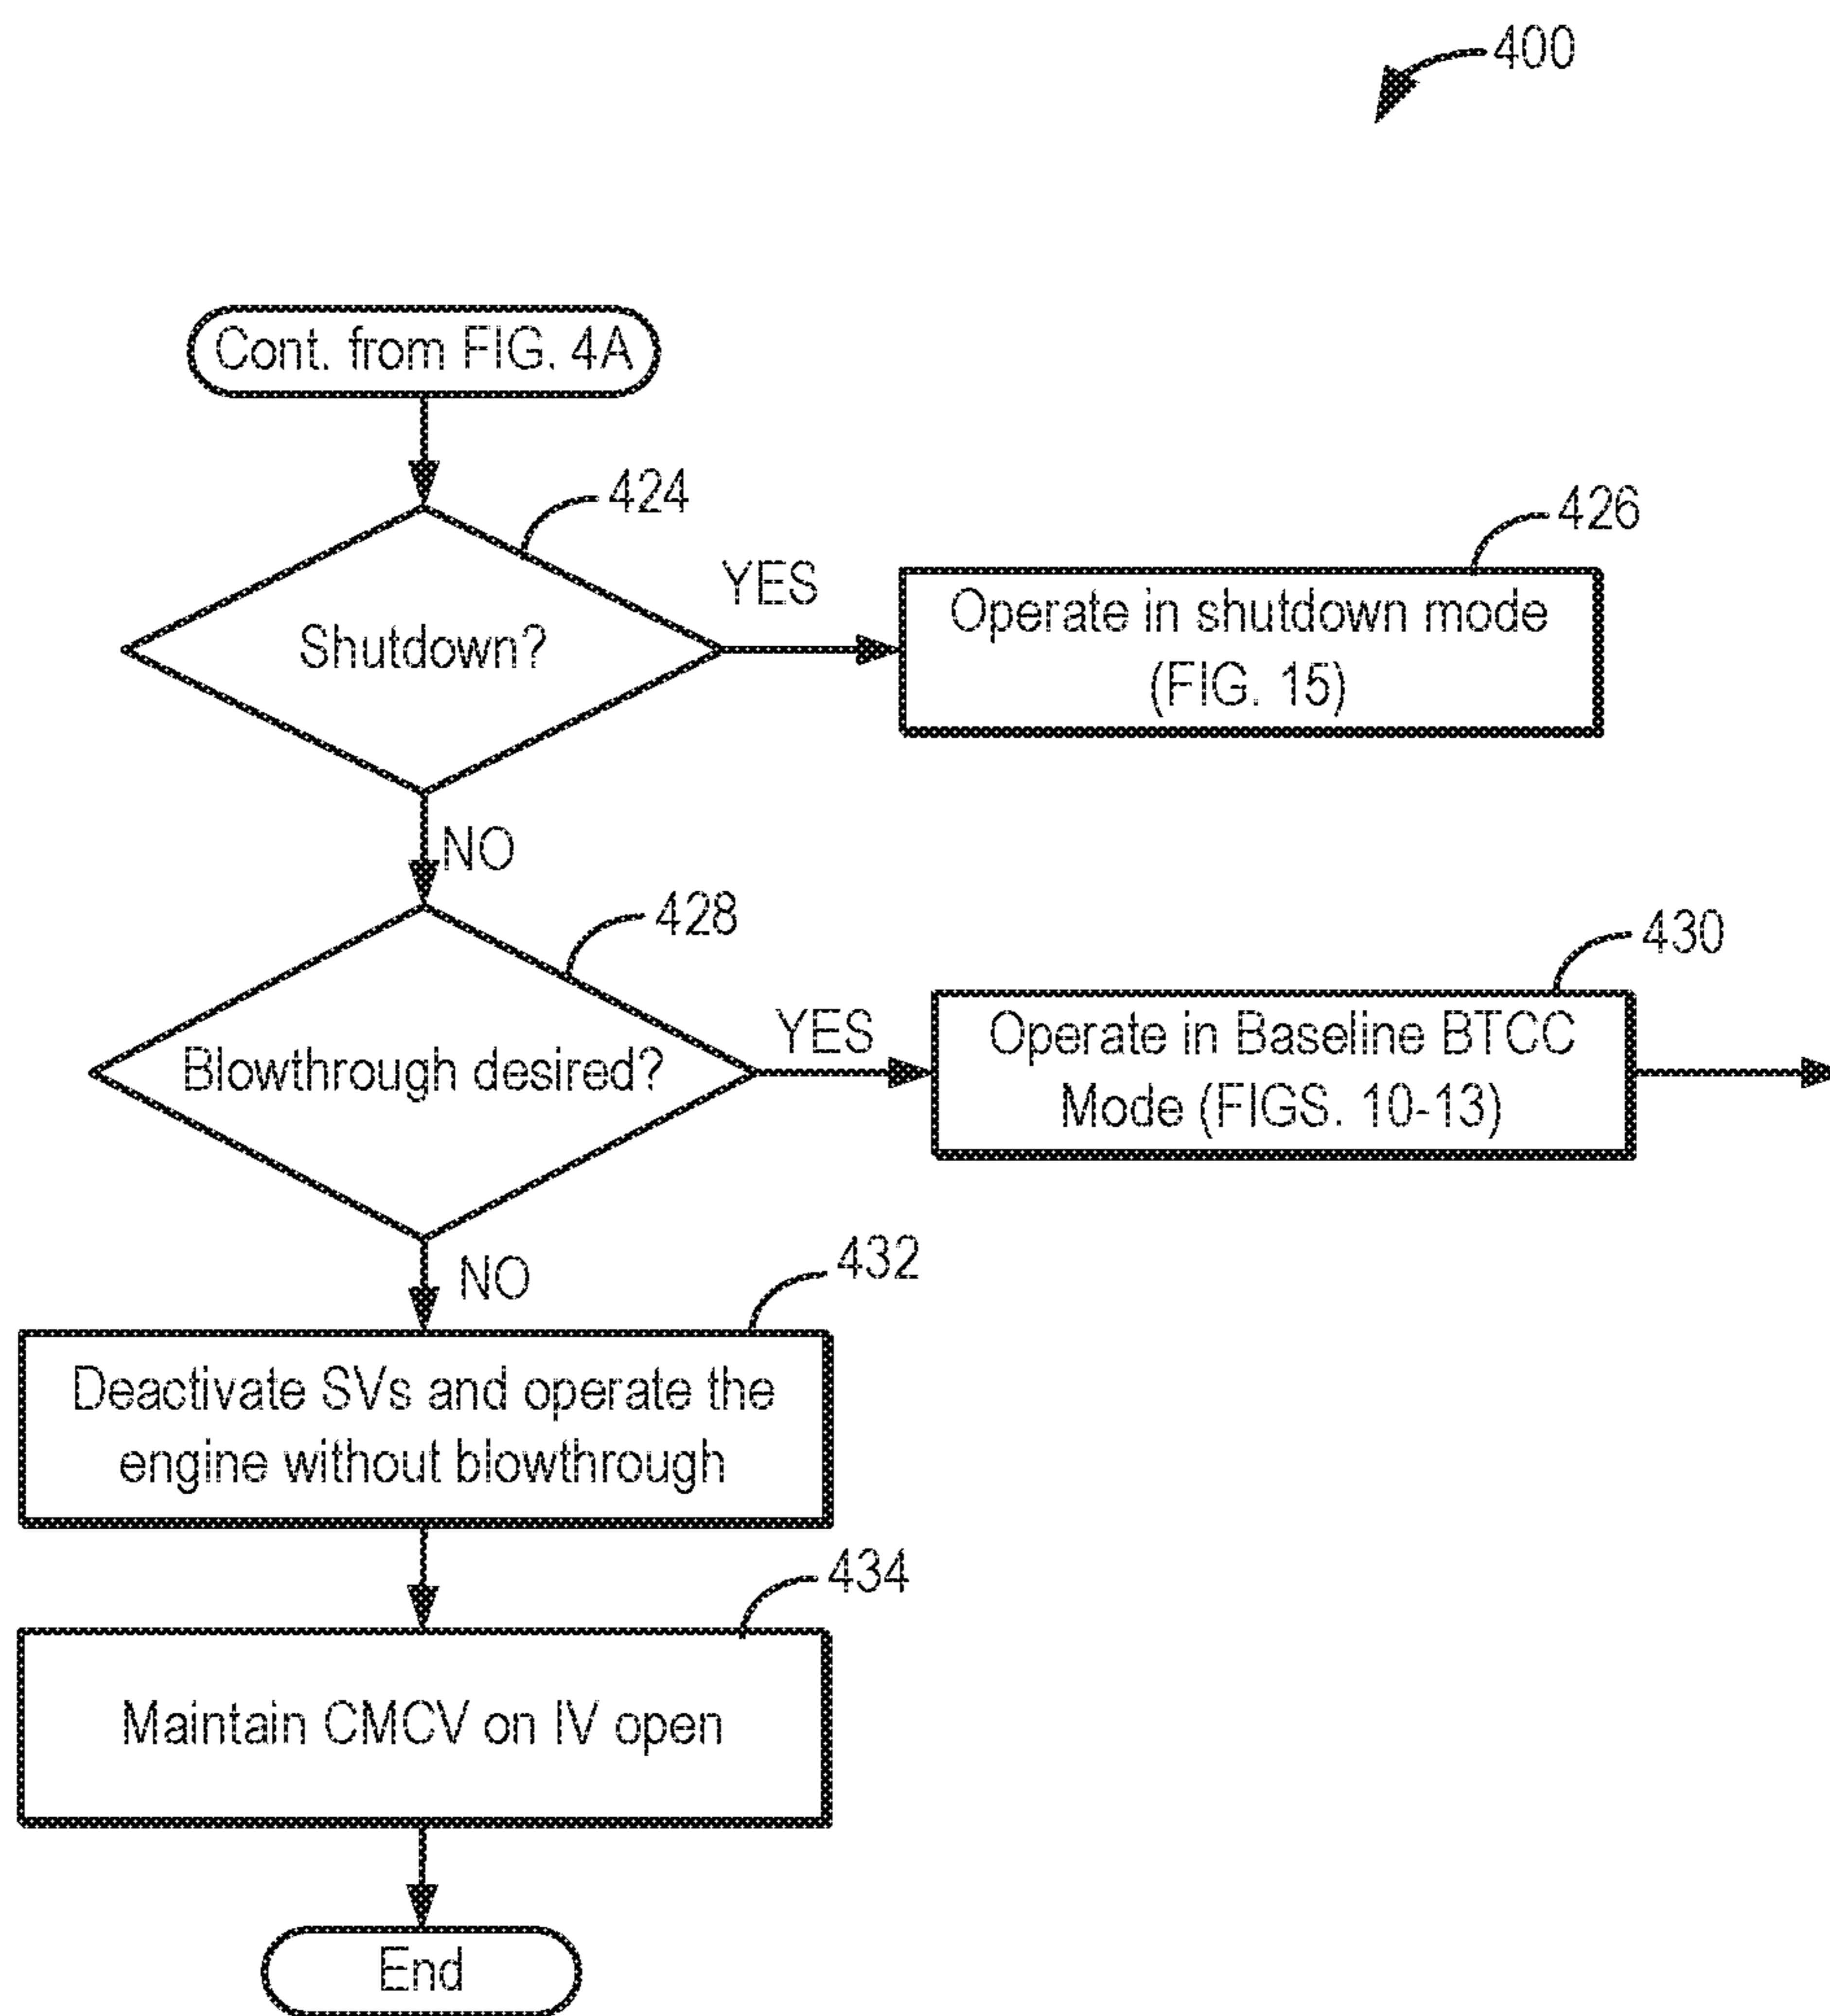 400
Cont. from FIG. 4A
424
Shutdown?
YES
426
Operate in shutdown mode
(FIG. 15)
NO
428
Blowthrough desired?
YES
430
Operate in Baseline BTCC
Mode (FIGS. 10-13)
NO
432
Deactivate SVs and operate the
engine without blowthrough
434
Maintain CMCV on IV open
End